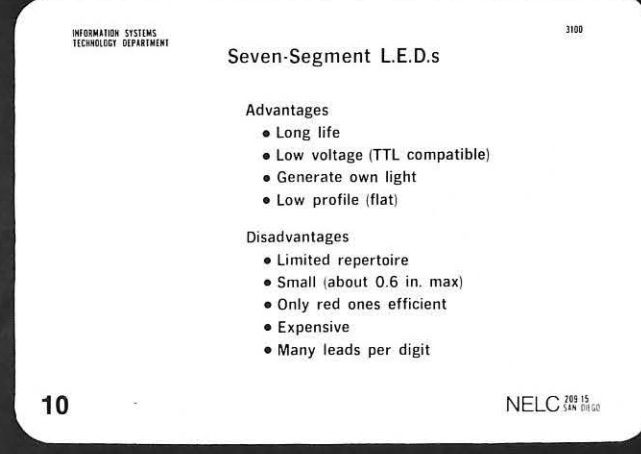 INFORMATION SYSTEMS
TECHNOLOGY DEPARTMENT
3100
Seven-Segment L.E.D.s
Advantages
• Long life
• Low voltage (TTL compatible)
• Generate own light
• Low profile (flat)
Disadvantages
• Limited repertoire
• Small (about 0.6 in. max)
• Only red ones efficient
• Expensive
• Many leads per digit
10
NELC 209 15
SAN DIEGO